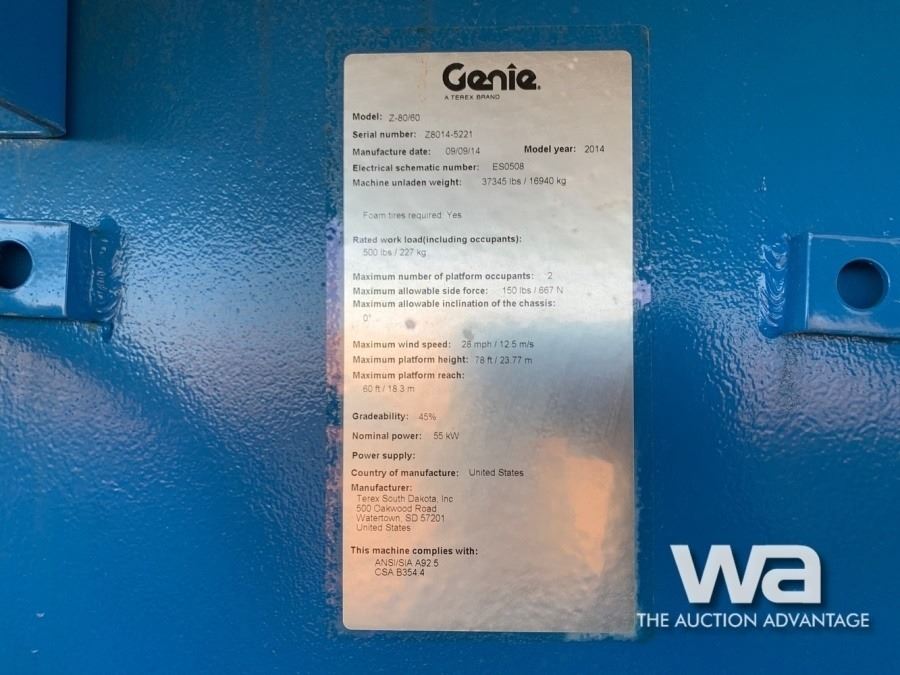 Genie
A TEREX BRAND
Model: Z-80/60
Serial number: Z8014-5221
Manufacture date: 09/09/14 Model year: 2014
Electrical schematic number: ES0508
Machine unladen weight: 37345 lbs / 16940 kg
Foam tires required: Yes
Rated work load(including occupants):
500 lbs / 227 kg
Maximum number of platform occupants: 2
Maximum allowable side force: 150 lbs / 667 N
Maximum allowable inclination of the chassis:
0°
Maximum wind speed: 28 mph / 12.5 m/s
Maximum platform height: 78 ft / 23.77 m
Maximum platform reach:
60 ft / 18.3 m
Gradeability: 45%
Nominal power: 55 kW
Power supply:
Country of manufacture: United States
Manufacturer:
Terex South Dakota, Inc
500 Oakwood Road
Watertown, SD 57201
United States
This machine complies with:
ANSI/SIA A92.5
CSA B354.4
wa
THE AUCTION ADVANTAGE